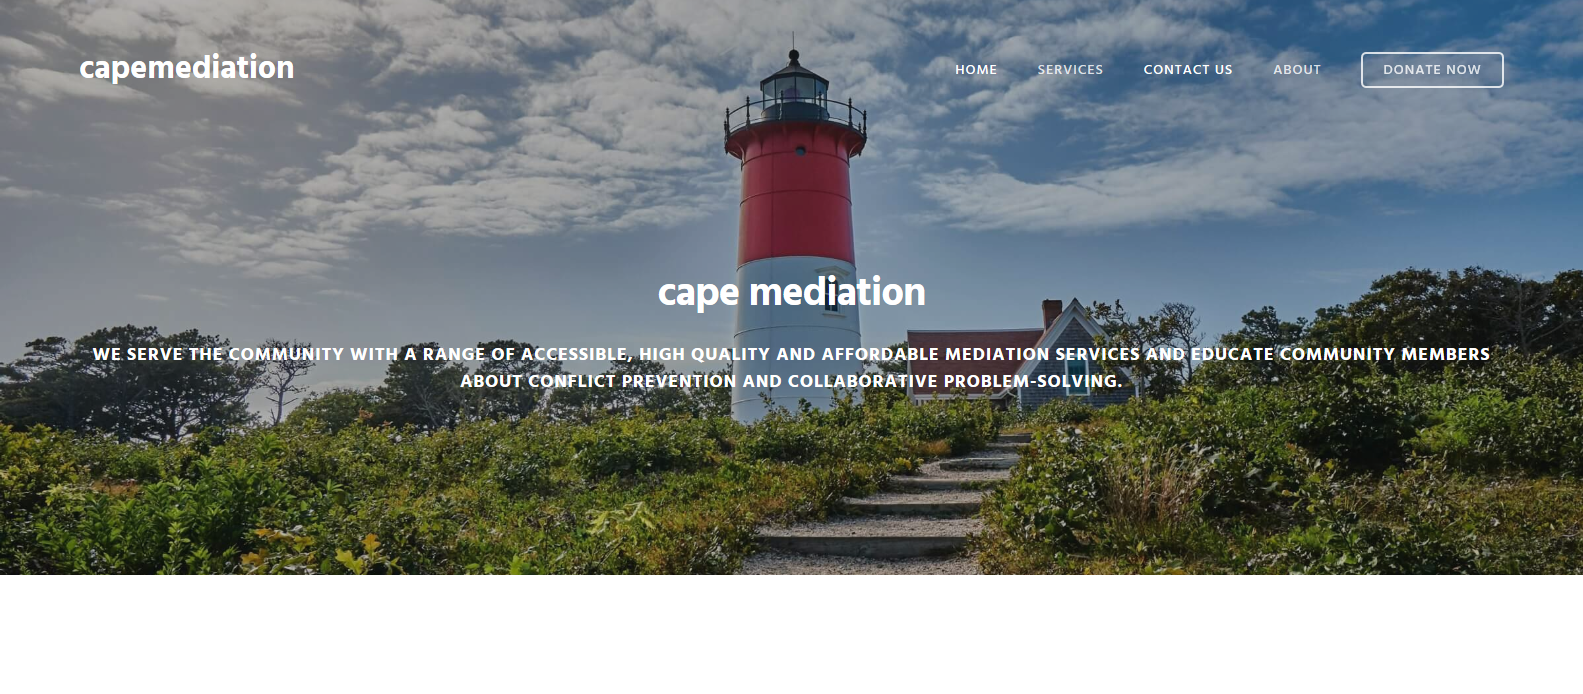 capemediation
HOME SERVICES CONTACT US ABOUT DONATE NOW
cape mediation
WE SERVE THE COMMUNITY WITH A RANGE OF ACCESSIBLE, HIGH QUALITY AND AFFORDABLE MEDIATION SERVICES AND EDUCATE COMMUNITY MEMBERS
ABOUT CONFLICT PREVENTION AND COLLABORATIVE PROBLEM-SOLVING.